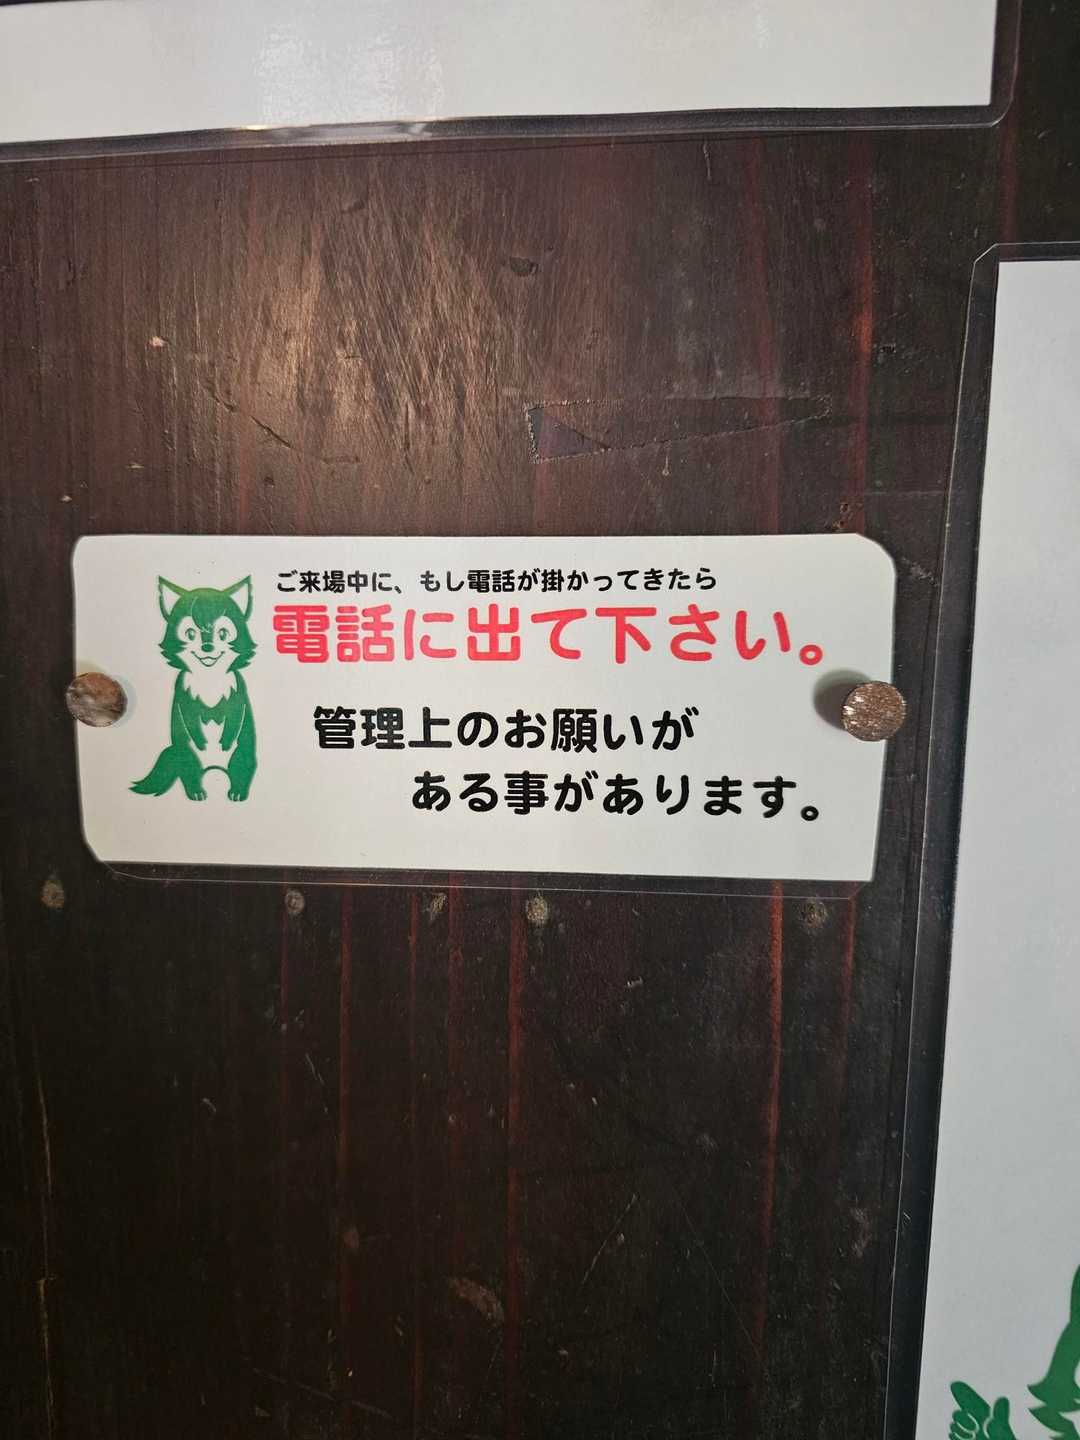 ご来場中に、もし電話が掛かってきたら
電話に出て下さい。
管理上のお願いが
ある事があります。